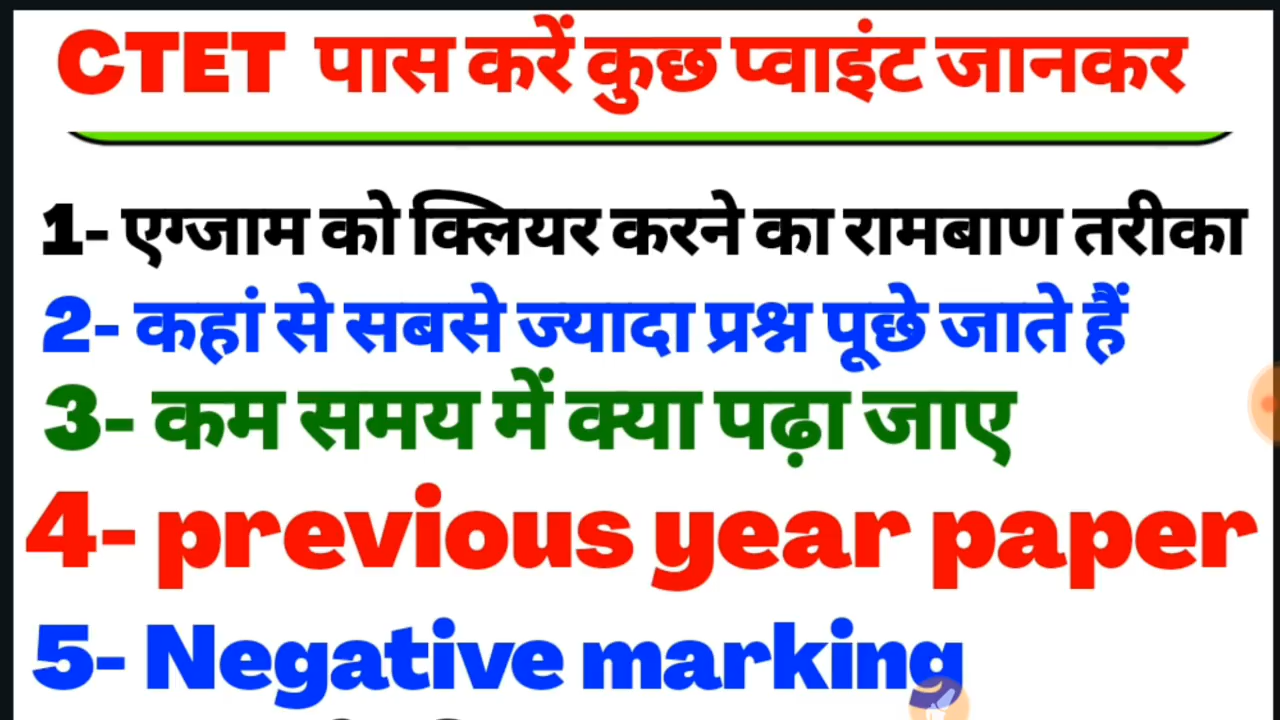 CTET पास करें कुछ प्वाइंट जानकर
1- एग्जाम को क्लियर करने का रामबाण तरीका
2- कहां से सबसे ज्यादा प्रश्न पूछे जाते हैं
3- कम समय में क्या पढ़ा जाए
4- previous year paper
5- Negative marking